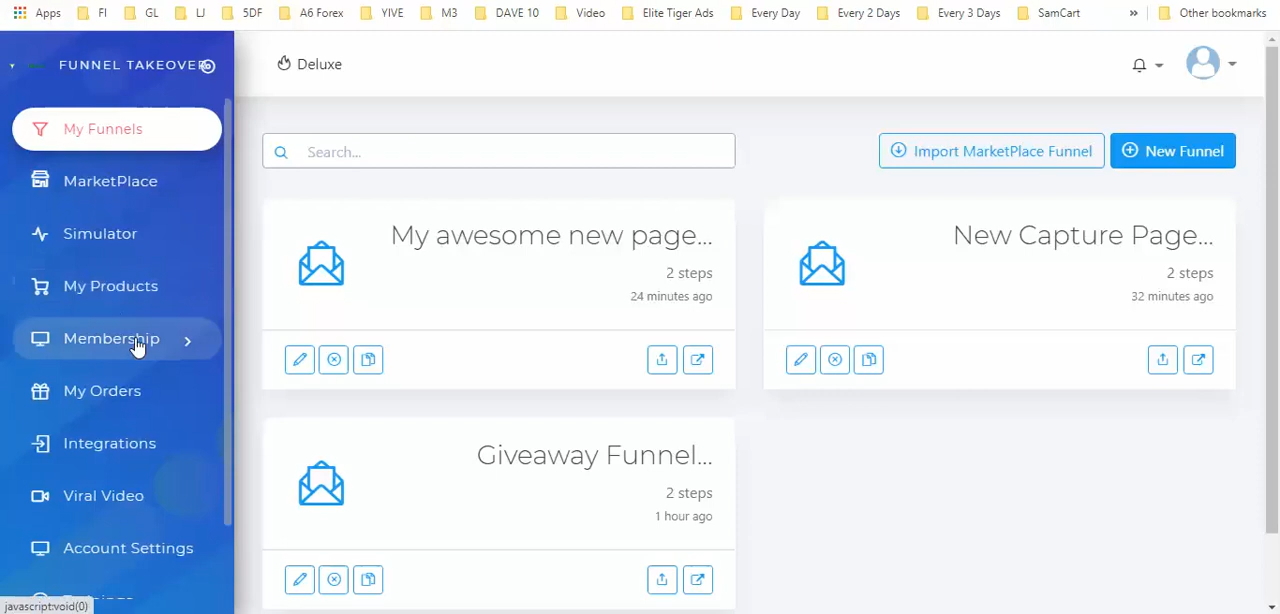 Apps FI GL LJ 5DF A6 Forex YIVE M3 DAVE 10 Video Elite Tiger Ads Every Day Every 2 Days Every 3 Days SamCart » Other bookmarks
FUNNEL TAKEOVER
Deluxe
My Funnels
Search...
Import MarketPlace Funnel
New Funnel
MarketPlace
Simulator
My Products
Membership
My Orders
Integrations
Viral Video
Account Settings
My awesome new page...
2 steps
24 minutes ago
New Capture Page...
2 steps
32 minutes ago
Giveaway Funnel...
2 steps
1 hour ago
javascript:void(0)